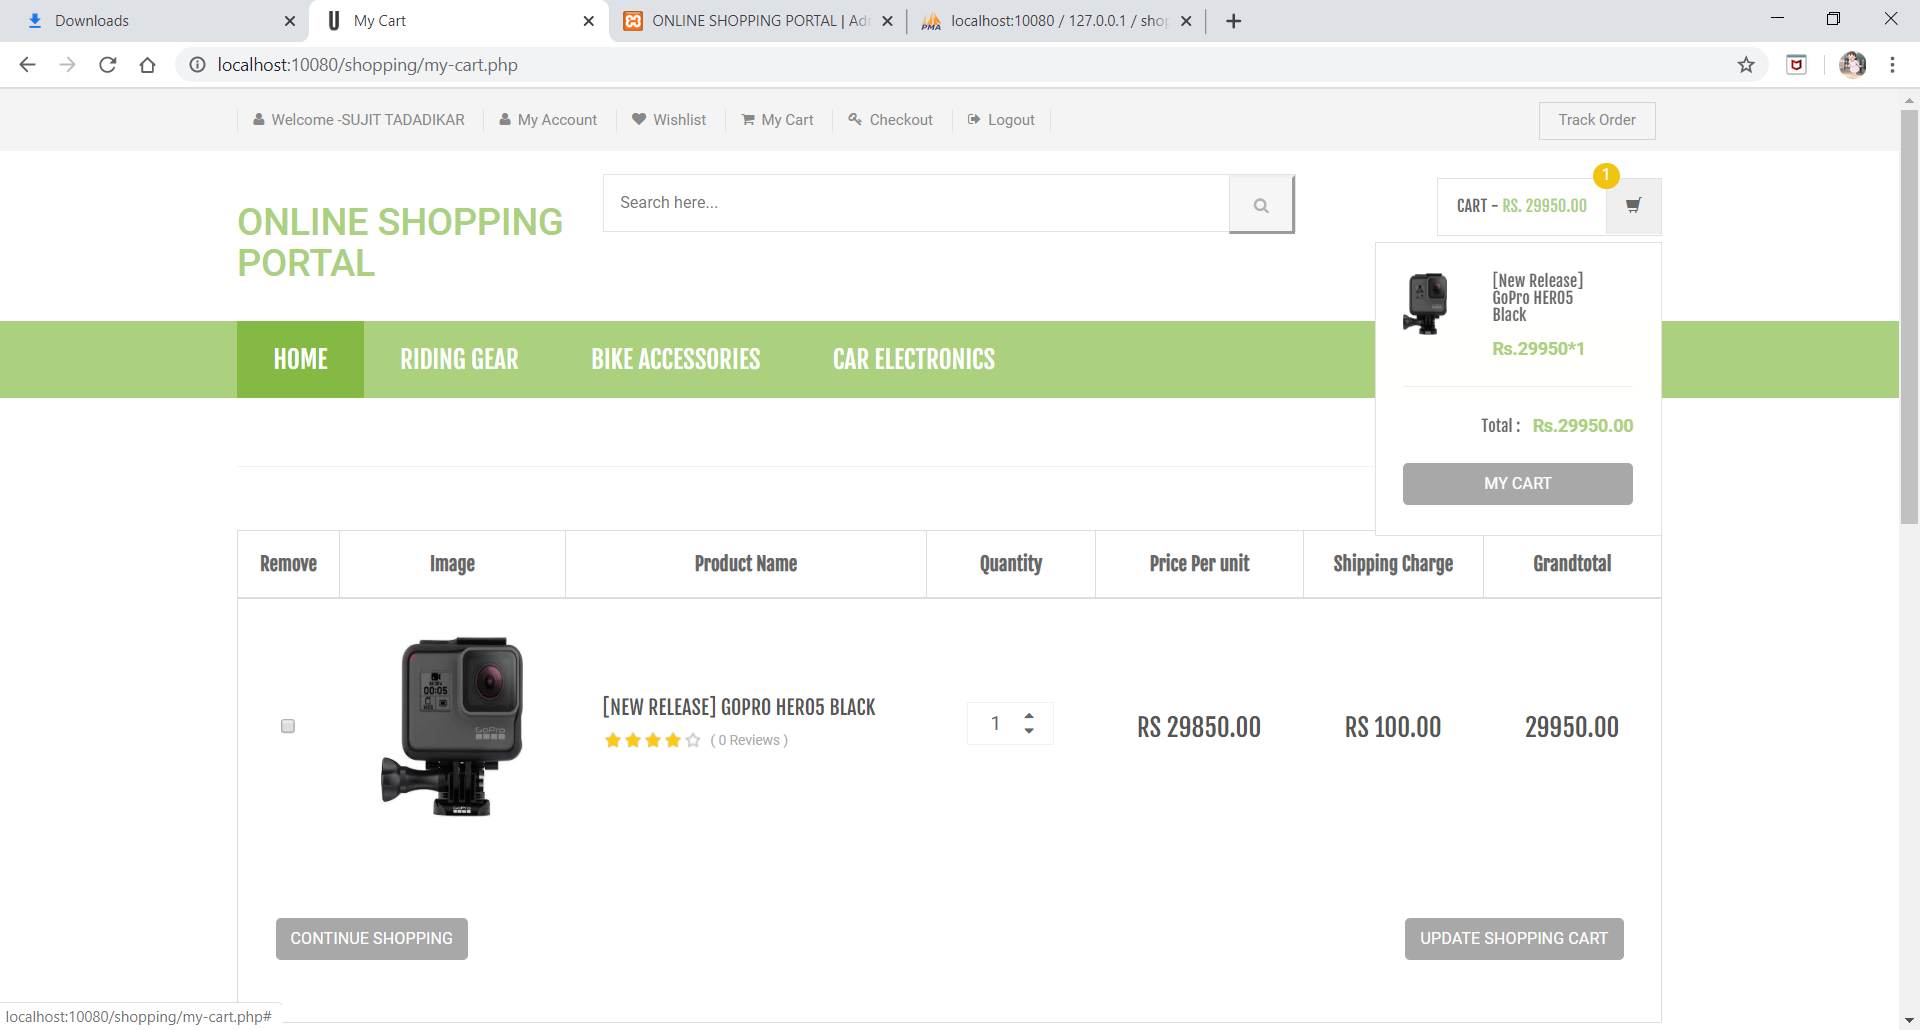 Downloads
My Cart
ONLINE SHOPPING PORTAL | Ad
localhost:10080 / 127.0.0.1 / shop
localhost:10080/shopping/my-cart.php
Welcome -SUJIT TADADIKAR
My Account
Wishlist
My Cart
Checkout
Logout
Track Order
ONLINE SHOPPING
PORTAL
Search here...
CART - RS. 29950.00
1
[New Release]
GoPro HERO5
Black
Rs.29950*1
Total : Rs.29950.00
MY CART
HOME
RIDING GEAR
BIKE ACCESSORIES
CAR ELECTRONICS
Remove
Image
Product Name
Quantity
Price Per unit
Shipping Charge
Grandtotal
00:05
GoPro
[NEW RELEASE] GOPRO HERO5 BLACK
( 0 Reviews )
1
RS 29850.00
RS 100.00
29950.00
CONTINUE SHOPPING
UPDATE SHOPPING CART
localhost:10080/shopping/my-cart.php#